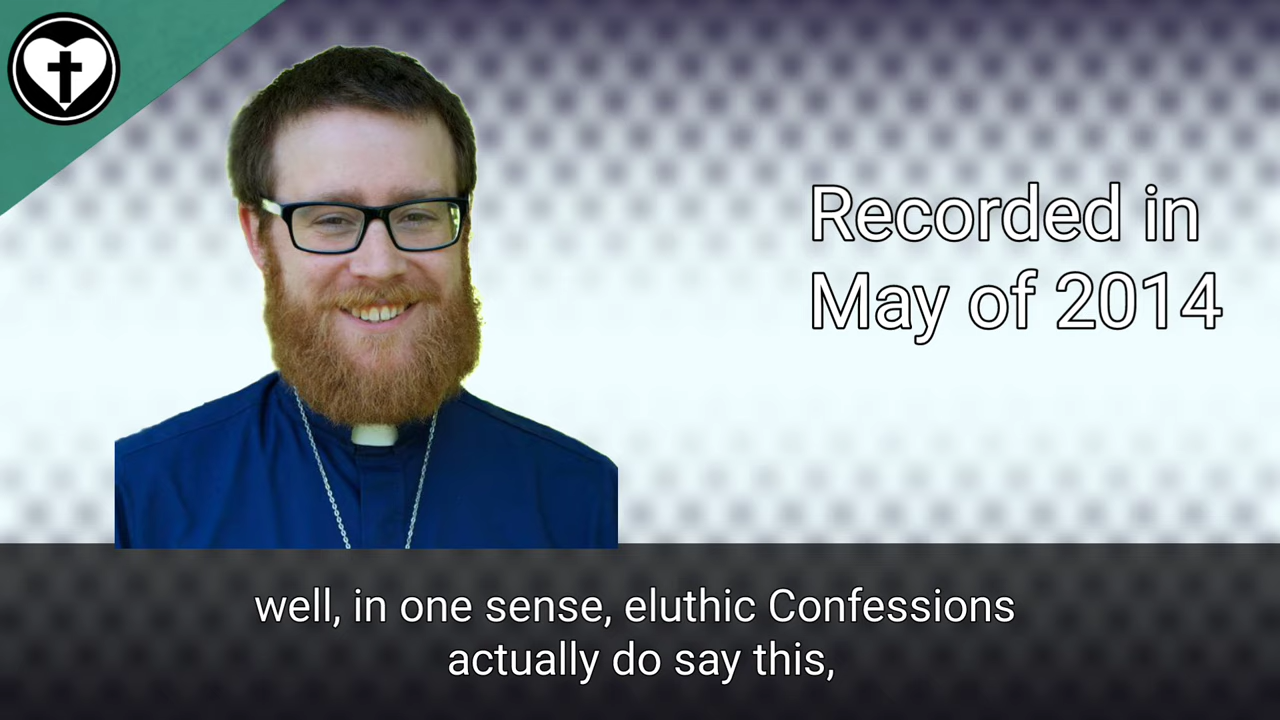 Recorded in
May of 2014
well, in one sense, eluthic Confessions
actually do say this,